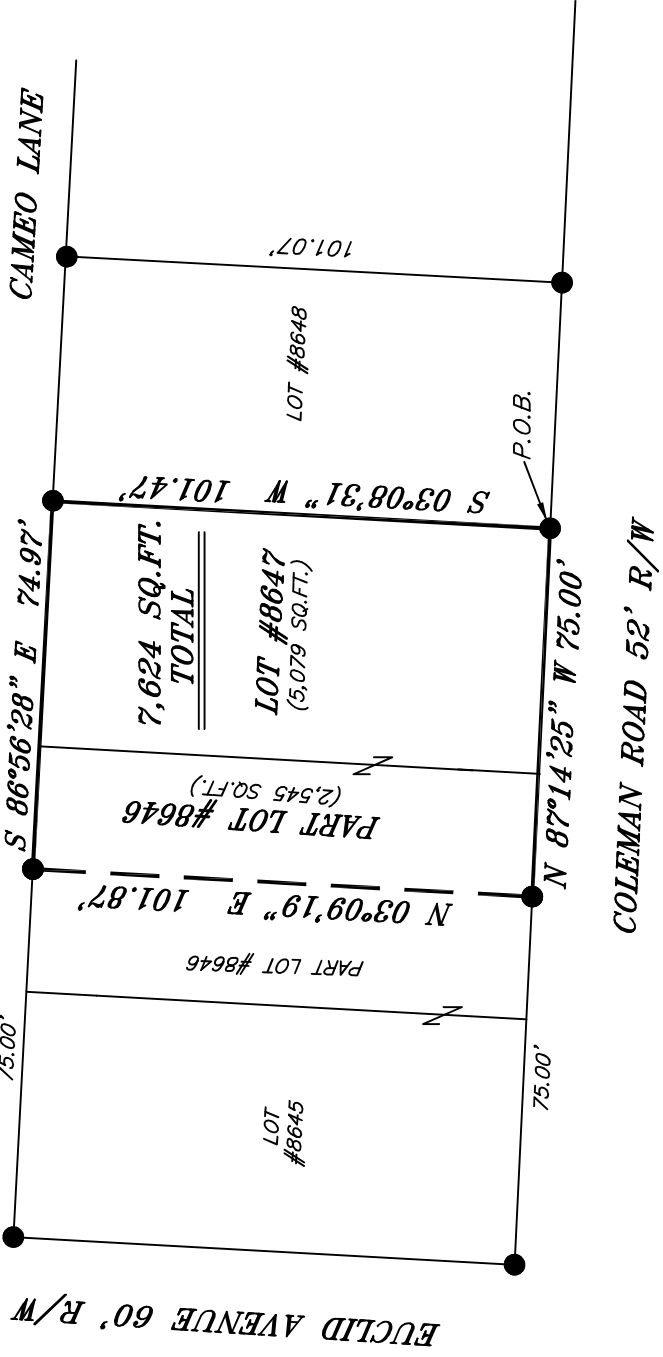 CAMEO LANE
101.07'
LOT #8648
P.O.B.
S 03°08'31" W 101.47'
S 86°56'28" E 74.97'
7,624 SQ.FT.
TOTAL
LOT #8647
(5,079 SQ.FT.)
N 87°14'25" W 75.00'
COLEMAN ROAD 52' R/W
PART LOT #8646
(2,545 SQ.FT.)
N 03°09'19" E 101.87'
PART LOT #8646
75.00'
75.00'
LOT
#8645
EUCLID AVENUE 60' R/W